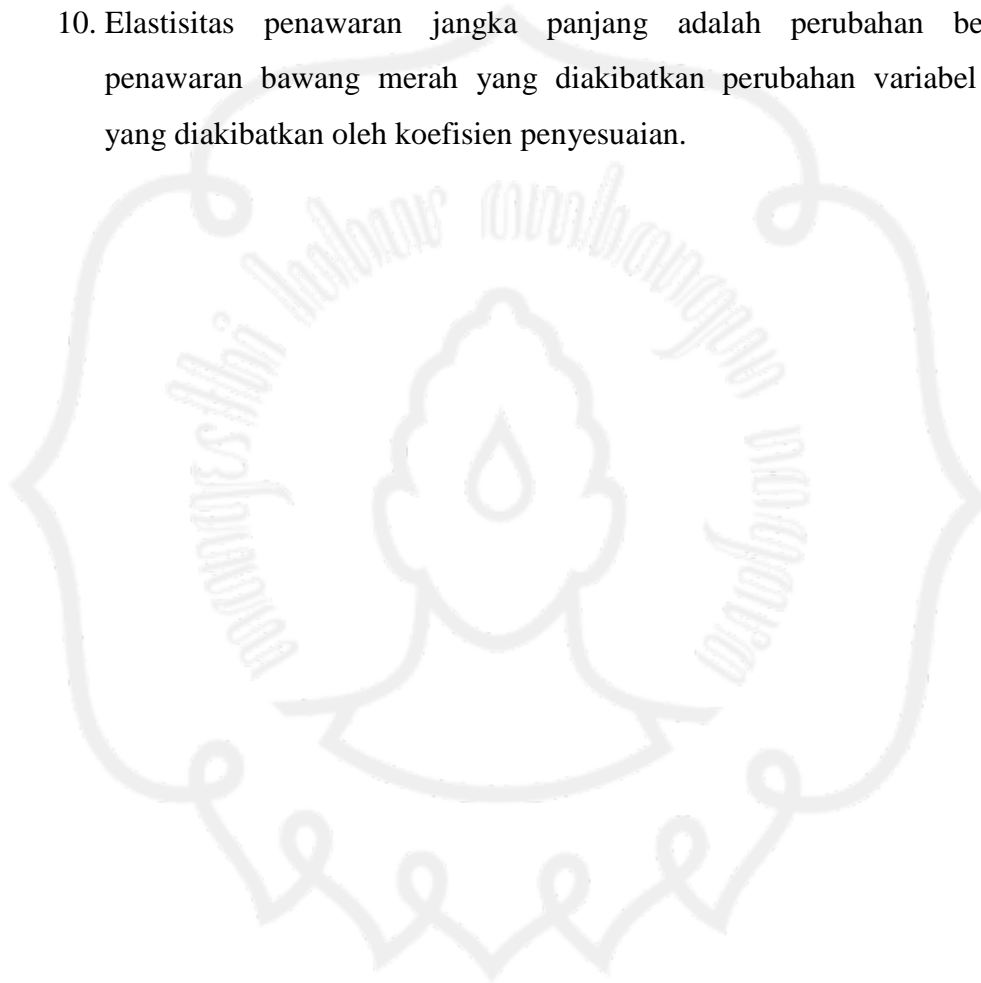 10. Elastisitas penawaran jangka panjang adalah perubahan
penawaran bawang merah yang diakibatkan perubahan variabel
yang diakibatkan oleh koefisien penyesuaian.